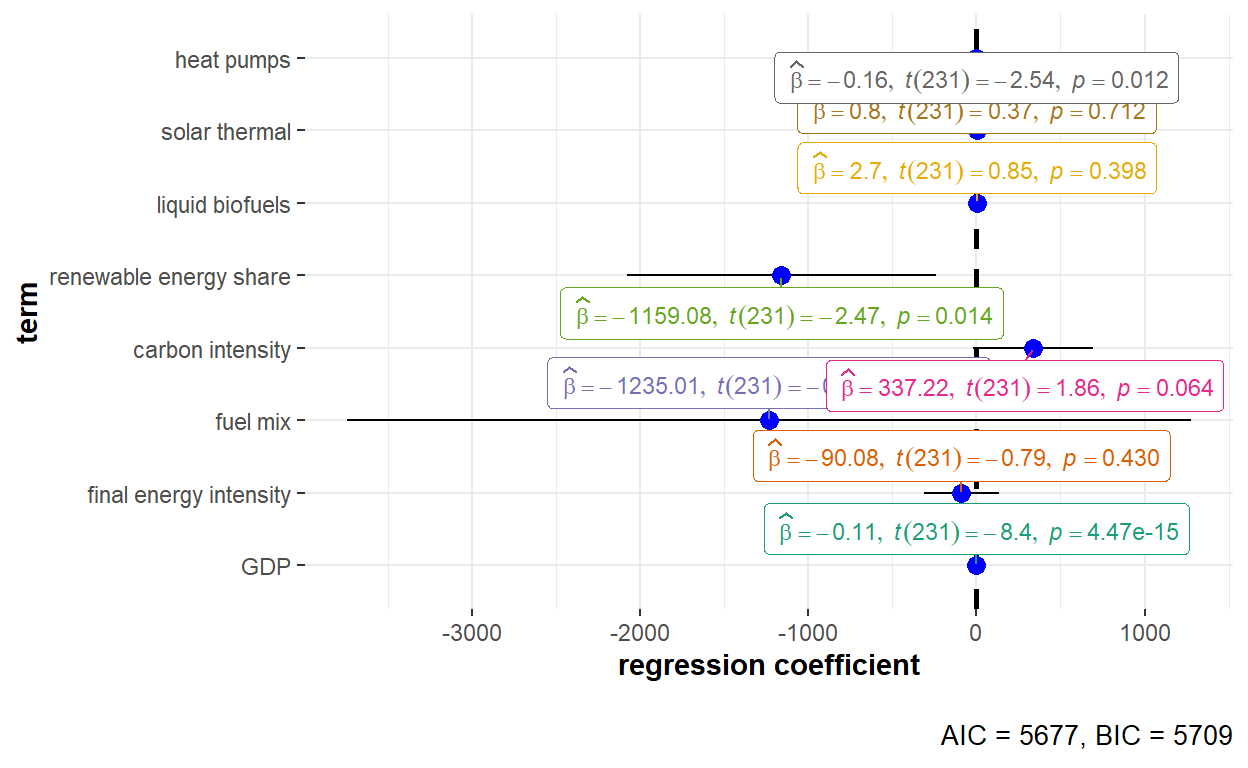 heat pumps
β̂ = −0.16, t(231) = −2.54, p = 0.012
β = 0.8, t(231) = 0.37, p = 0.712
solar thermal
β̂ = 2.7, t(231) = 0.85, p = 0.398
liquid biofuels
renewable energy share
β̂ = −1159.08, t(231) = −2.47, p = 0.014
carbon intensity
β̂ = −1235.01, t(231) = − β̂ = 337.22, t(231) = 1.86, p = 0.064
fuel mix
β̂ = −90.08, t(231) = −0.79, p = 0.430
final energy intensity
β̂ = −0.11, t(231) = −8.4, p = 4.47e-15
GDP
term
-3000 -2000 -1000 0 1000
regression coefficient
AIC = 5677, BIC = 5709